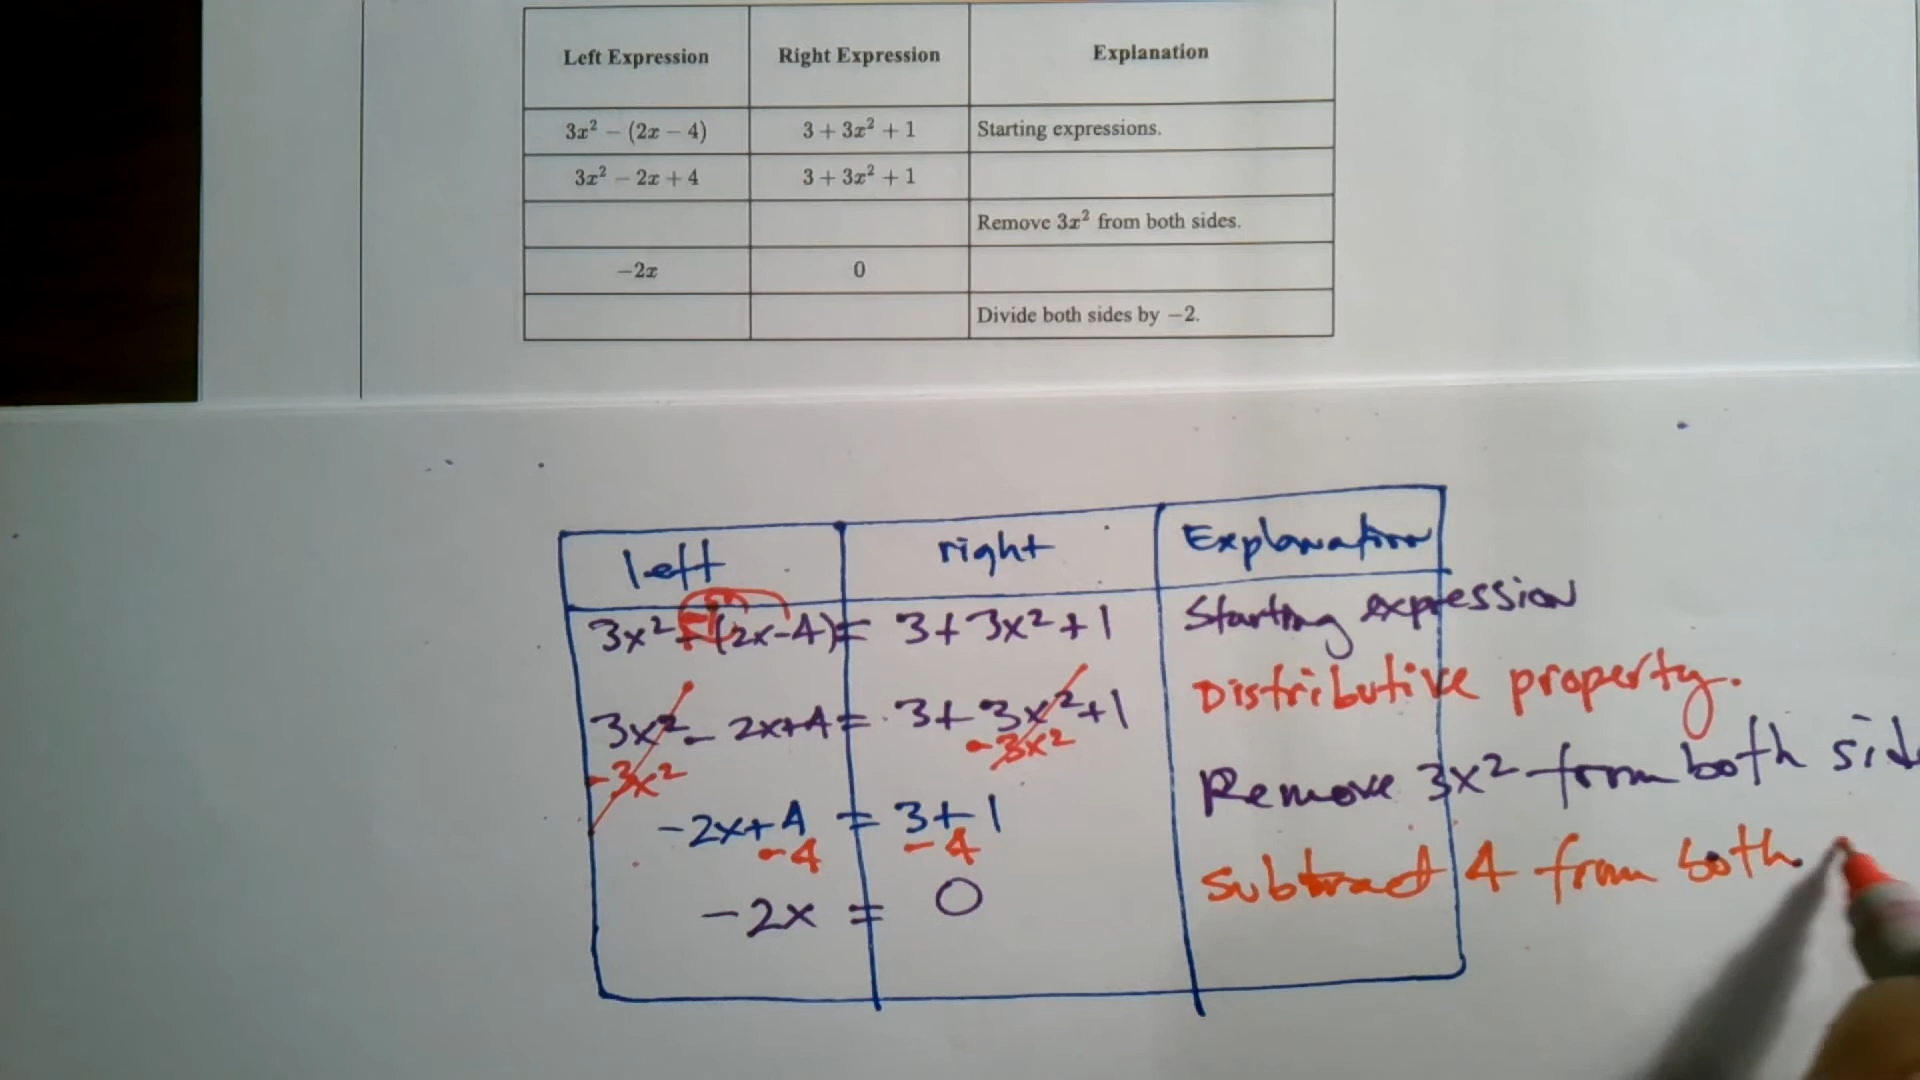 Left Expression Right Expression Explanation
3x² − (2x − 4) 3 + 3x² + 1 Starting expressions.
3x² − 2x + 4 3 + 3x² + 1
Remove 3x² from both sides.
−2x 0
Divide both sides by −2.
left right Explanation
3x² - (2x-4) = 3 + 3x² + 1 Starting expression
Distributive property.
3x² - 2x+4 = 3 + 3x² + 1
-3x² -3x² Remove 3x² from both sid
-2x+4 = 3+1
-4 -4 subtract 4 from both
-2x = 0